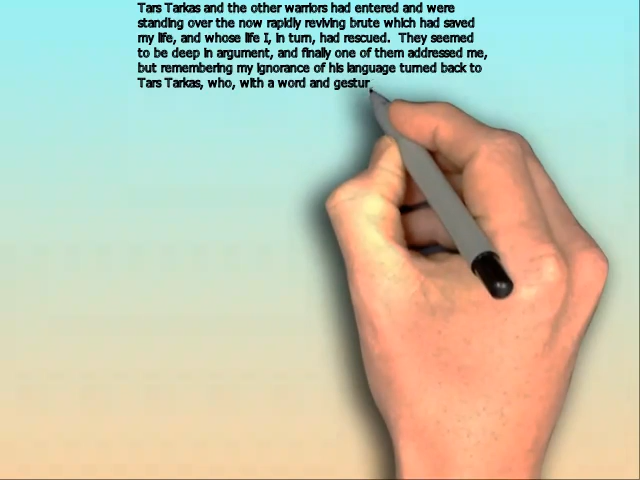 Tars Tarkas and the other warriors had entered and were
standing over the now rapidly reviving brute which had saved
my life, and whose life I, in turn, had rescued.  They seemed
to be deep in argument, and finally one of them addressed me,
but remembering my ignorance of his language turned back to
Tars Tarkas, who, with a word and gestur